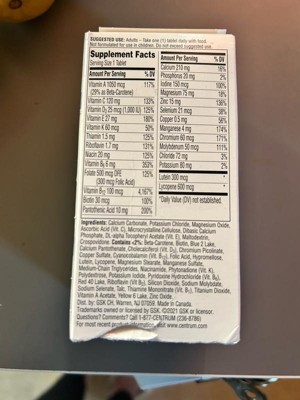 SUGGESTED USE: Adults - Take one (1) tablet daily with food.
Not formulated for use in children. Do not exceed suggested use.
Supplement Facts
Serving Size 1 Tablet
Amount Per Serving % DV
Vitamin A 1050 mcg 117%
(29% as Beta-Carotene)
Vitamin C 120 mg 133%
Vitamin D3 25 mcg (1,000 IU) 125%
Vitamin E 27 mg 180%
Vitamin K 60 mcg 50%
Thiamin 1.5 mg 125%
Riboflavin 1.7 mg 131%
Niacin 20 mg 125%
Vitamin B6 6 mg 353%
Folate 500 mcg DFE 125%
(300 mcg Folic Acid)
Vitamin B12 100 mcg 4,167%
Biotin 30 mcg 100%
Pantothenic Acid 10 mg 200%
Amount Per Serving % DV
Calcium 210 mg 16%
Phosphorus 20 mg 2%
Iodine 150 mcg 100%
Magnesium 75 mg 18%
Zinc 15 mg 136%
Selenium 21 mcg 38%
Copper 0.5 mg 56%
Manganese 4 mg 174%
Chromium 60 mcg 171%
Molybdenum 50 mcg 111%
Chloride 72 mg 3%
Potassium 80 mg 2%
Lutein 300 mcg *
Lycopene 600 mcg *
*Daily Value (DV) not established.
Ingredients: Calcium Carbonate, Potassium Chloride, Magnesium Oxide,
Ascorbic Acid (Vit. C), Microcrystalline Cellulose, Dibasic Calcium
Phosphate, DL-alpha Tocopheryl Acetate (Vit. E), Maltodextrin,
Crospovidone. Contains <2%: Beta-Carotene, Biotin, Blue 2 Lake,
Calcium Pantothenate, Cholecalciferol (Vit. D3), Chromium Picolinate,
Copper Sulfate, Cyanocobalamin (Vit. B12), Folic Acid, Hypromellose,
Lutein, Lycopene, Magnesium Stearate, Manganese Sulfate,
Medium-Chain Triglycerides, Niacinamide, Phytonadione (Vit. K),
Polydextrose, Potassium Iodide, Pyridoxine Hydrochloride (Vit. B6),
Red 40 Lake, Riboflavin (Vit. B2), Silicon Dioxide, Sodium Molybdate,
Sodium Selenate, Talc, Thiamine Mononitrate (Vit. B1), Titanium Dioxide,
Vitamin A Acetate, Yellow 6 Lake, Zinc Oxide.
Dist. by: GSK CH, Warren, NJ 07059 Made in Canada.
Trademarks owned or licensed by GSK. ©2021 GSK or licensor.
Questions? Comments? Call 1-877-CENTRUM (236-8786)
For most recent product information, visit www.centrum.com